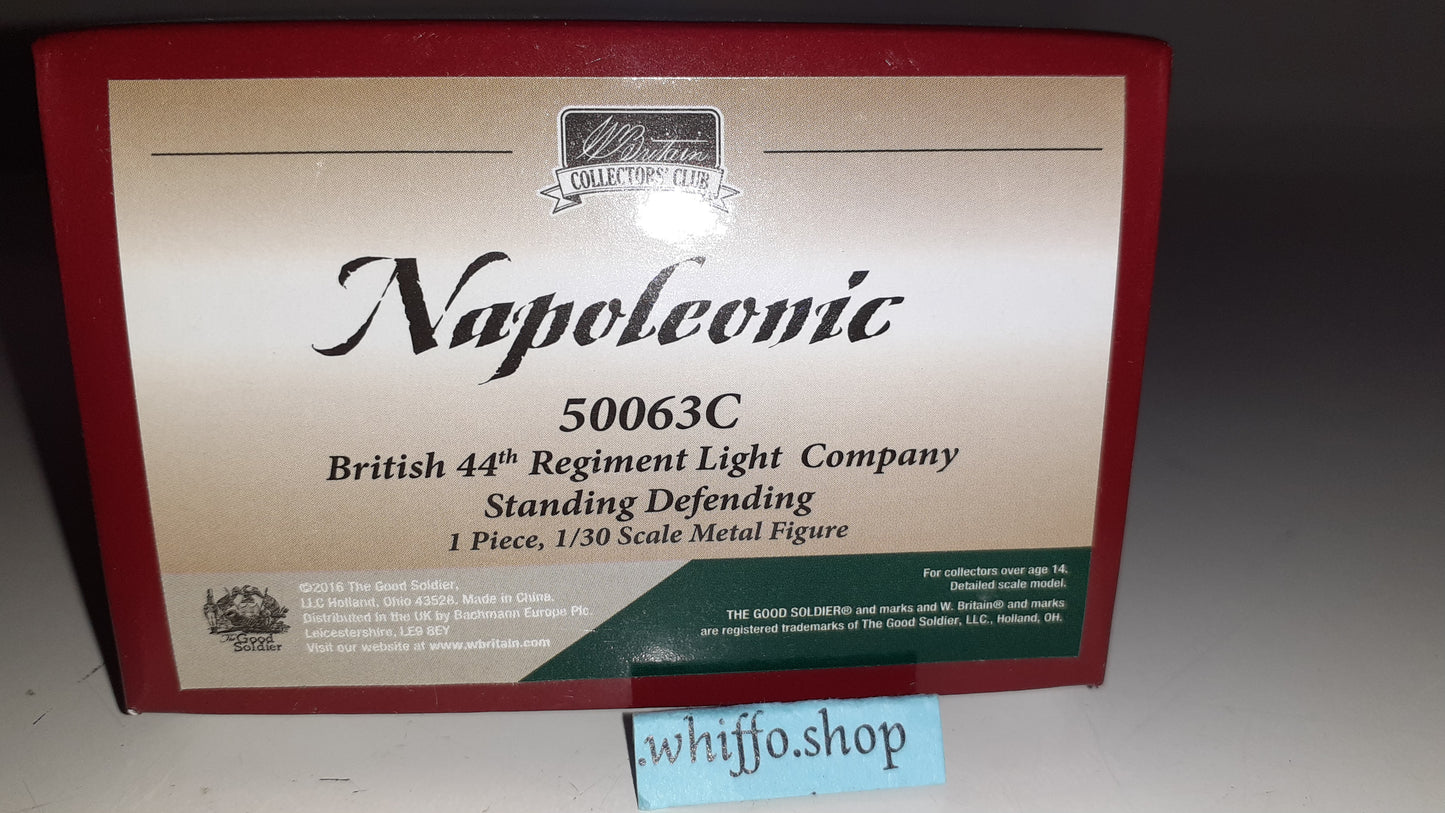 W Britain
COLLECTORS' CLUB
Napoleonic
50063C
British 44th Regiment Light Company
Standing Defending
1 Piece, 1/30 Scale Metal Figure
The Good
Soldier
©2016 The Good Soldier,
LLC Holland, Ohio 43528. Made in China.
Distributed in the UK by Bachmann Europe Plc.
Leicestershire, LE9 8EY
Visit our website at www.wbritain.com
For collectors over age 14.
Detailed scale model.
THE GOOD SOLDIER® and marks and W. Britain® and marks
are registered trademarks of The Good Soldier, LLC., Holland, OH.
.whiffo.shop